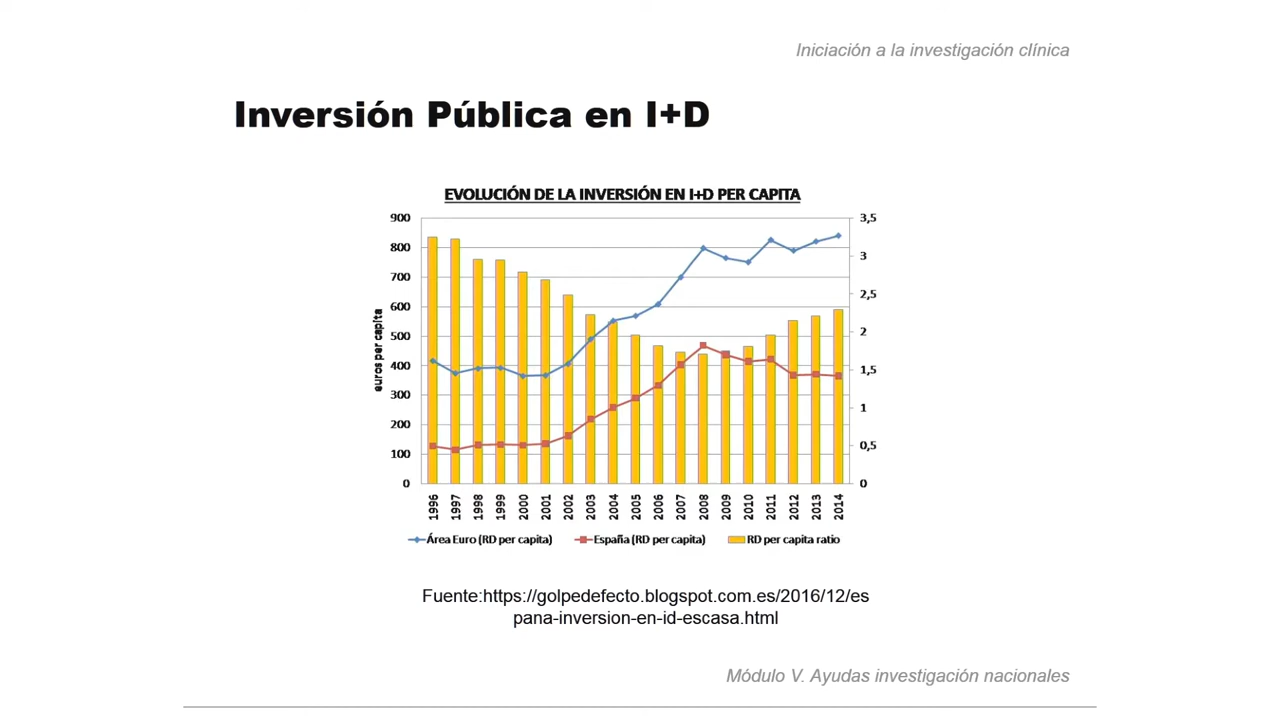 Iniciación a la investigación clínica
Inversión Pública en I+D
EVOLUCIÓN DE LA INVERSIÓN EN I+D PER CAPITA
euros per capita
900
800
700
600
500
400
300
200
100
0
3,5
3
2,5
2
1,5
1
0,5
0
1996 1997 1998 1999 2000 2001 2002 2003 2004 2005 2006 2007 2008 2009 2010 2011 2012 2013 2014
Área Euro (RD per capita) España (RD per capita) RD per capita ratio
Fuente:https://golpedefecto.blogspot.com.es/2016/12/es
pana-inversion-en-id-escasa.html
Módulo V. Ayudas investigación nacionales